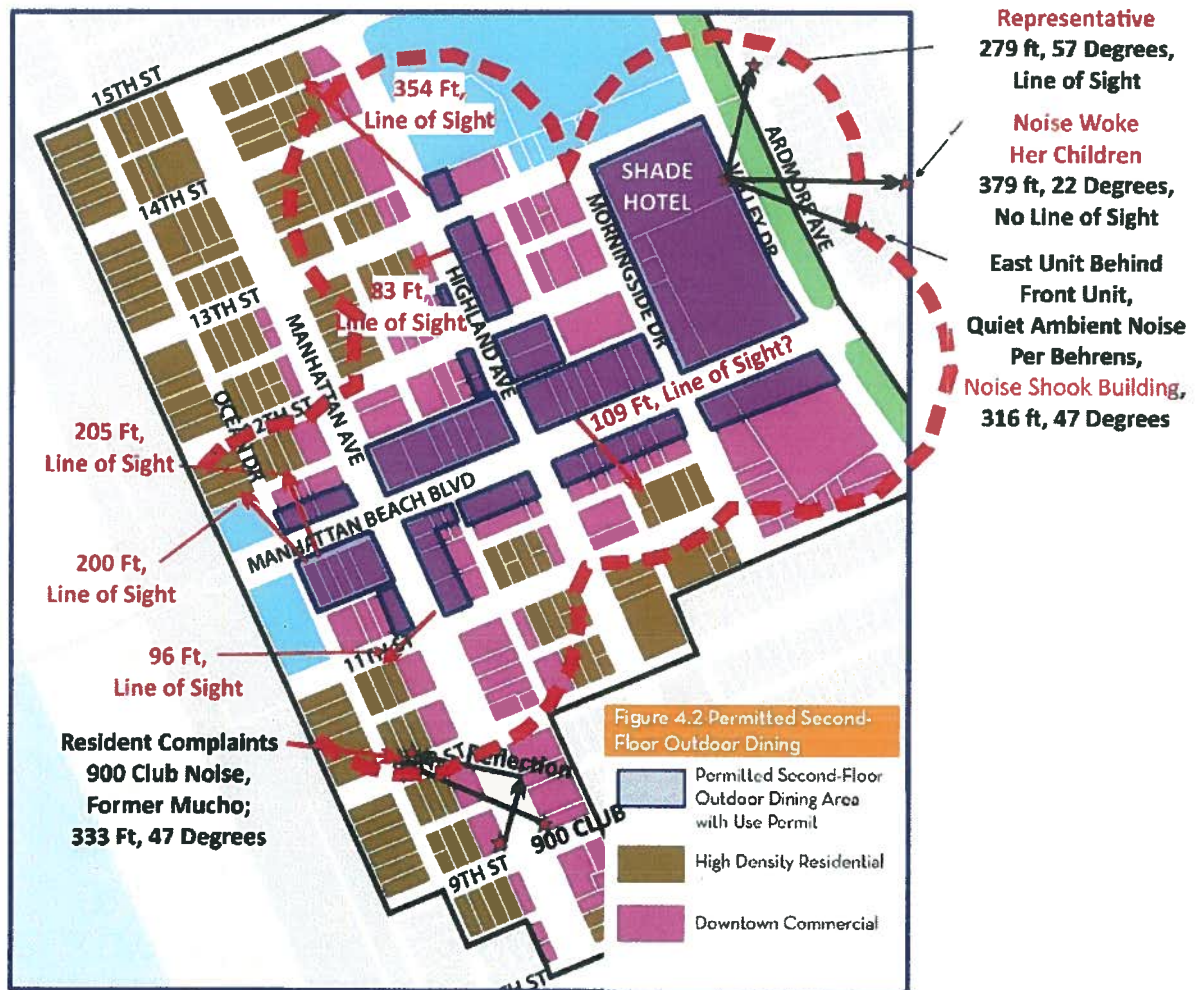 Representative
279 ft, 57 Degrees,
Line of Sight
Noise Woke
Her Children
379 ft, 22 Degrees,
No Line of Sight
East Unit Behind
Front Unit,
Quiet Ambient Noise
Per Behrens,
Noise Shook Building,
316 ft, 47 Degrees
15TH ST
354 Ft,
Line of Sight
SHADE
HOTEL
ARDMORE AVE
VALLEY DR
14TH ST
MORNINGSIDE DR
HIGHLAND AVE
83 Ft,
Line of Sight
13TH ST
MANHATTAN AVE
109 Ft, Line of Sight?
12TH ST
OCEAN DR
205 Ft,
Line of Sight
MANHATTAN BEACH BLVD
200 Ft,
Line of Sight
11TH ST
96 Ft,
Line of Sight
Resident Complaints
900 Club Noise,
Former Mucho;
333 Ft, 47 Degrees
ST Reflection
900 CLUB
9TH ST
Figure 4.2 Permitted Second-
Floor Outdoor Dining
Permitted Second-Floor
Outdoor Dining Area
with Use Permit
High Density Residential
Downtown Commercial
ST